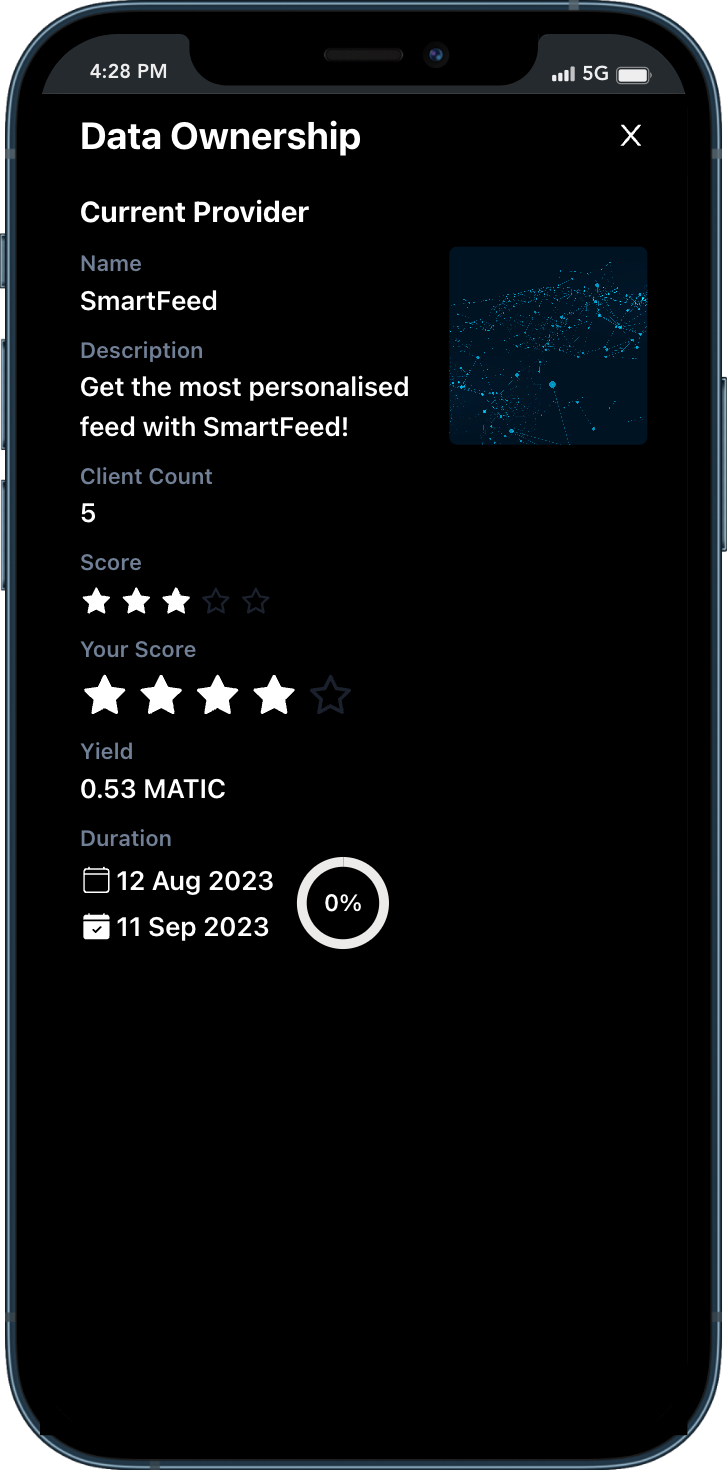 4:28 PM
5G
Data Ownership
X
Current Provider
Name
SmartFeed
Description
Get the most personalised
feed with SmartFeed!
Client Count
5
Score
Your Score
Yield
0.53 MATIC
Duration
12 Aug 2023
0%
11 Sep 2023